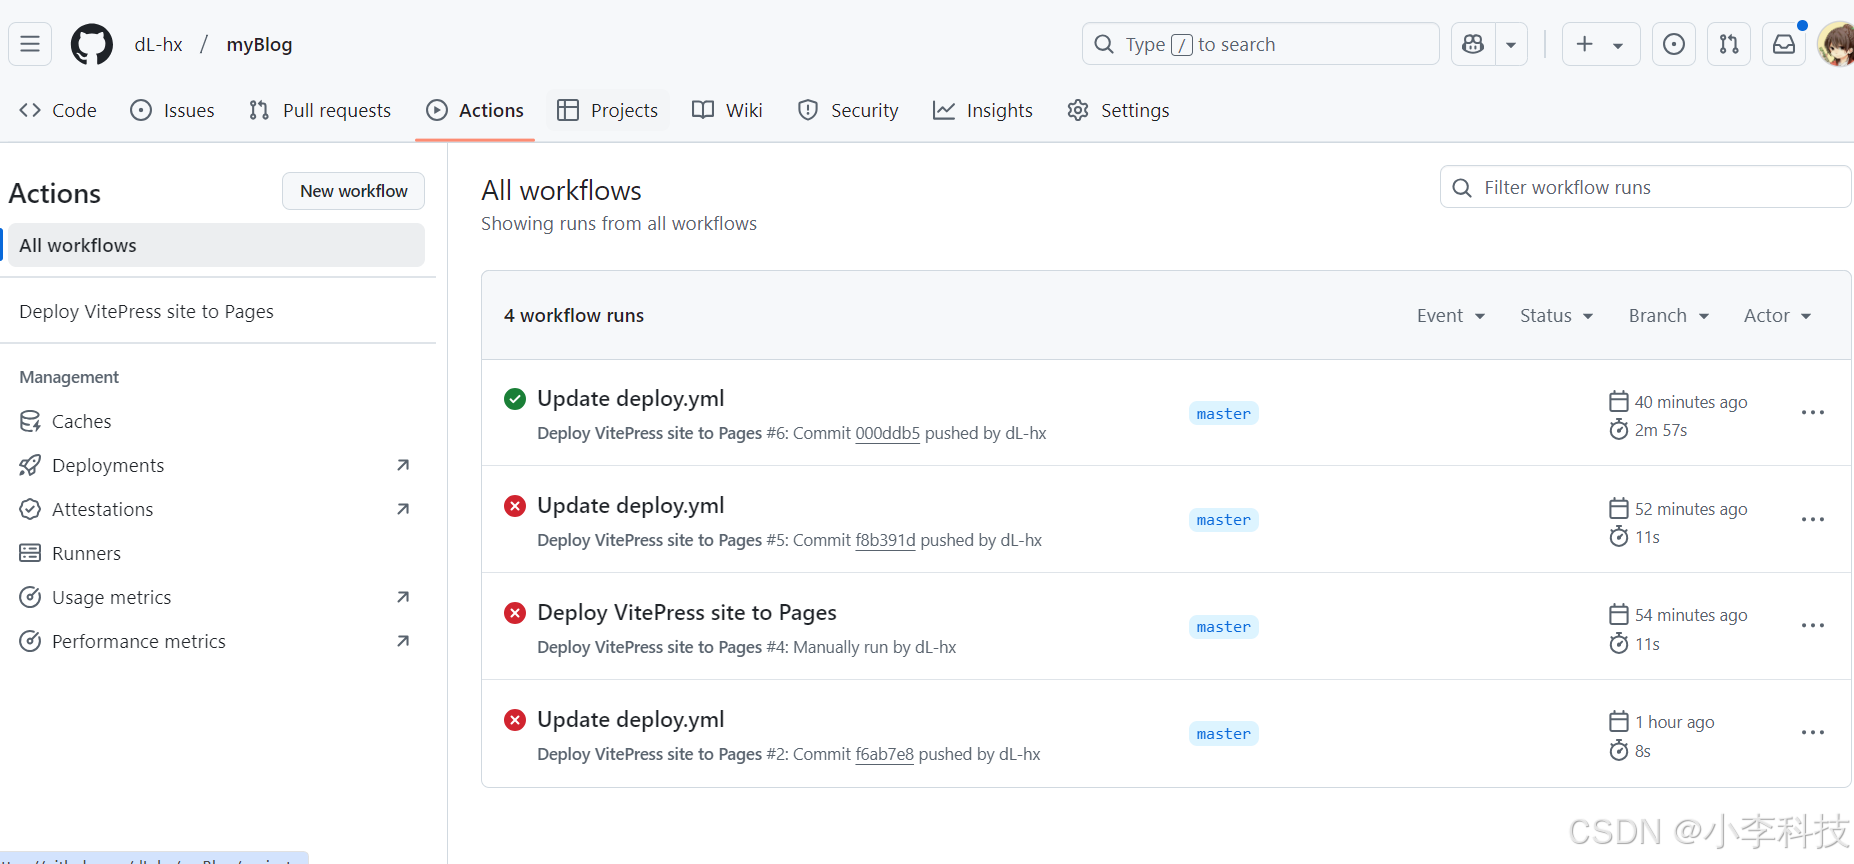 dL-hx / myBlog
Type / to search
Code Issues Pull requests Actions Projects Wiki Security Insights Settings
Actions
New workflow
All workflows
Deploy VitePress site to Pages
Management
Caches
Deployments
Attestations
Runners
Usage metrics
Performance metrics
All workflows
Showing runs from all workflows
Filter workflow runs
4 workflow runs
Event Status Branch Actor
Update deploy.yml
Deploy VitePress site to Pages #6: Commit 000ddb5 pushed by dL-hx
master
40 minutes ago
2m 57s
Update deploy.yml
Deploy VitePress site to Pages #5: Commit f8b391d pushed by dL-hx
master
52 minutes ago
11s
Deploy VitePress site to Pages
Deploy VitePress site to Pages #4: Manually run by dL-hx
master
54 minutes ago
11s
Update deploy.yml
Deploy VitePress site to Pages #2: Commit f6ab7e8 pushed by dL-hx
master
1 hour ago
8s
CSDN @小李科技